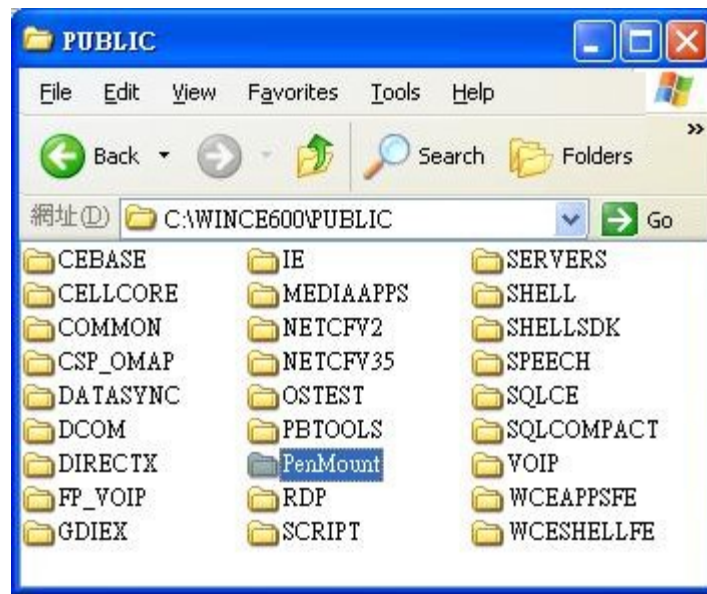 PUBLIC
File Edit View Favorites Tools Help
Back Search Folders »
網址(D) C:\WINCE600\PUBLIC Go
CEBASE IE SERVERS
CELLCORE MEDIAAPPS SHELL
COMMON NETCFV2 SHELLSDK
CSP_OMAP NETCFV35 SPEECH
DATASYNC OSTEST SQLCE
DCOM PBTOOLS SQLCOMPACT
DIRECTX PenMount VOIP
FP_VOIP RDP WCEAPPSFE
GDIEX SCRIPT WCESHELLFE